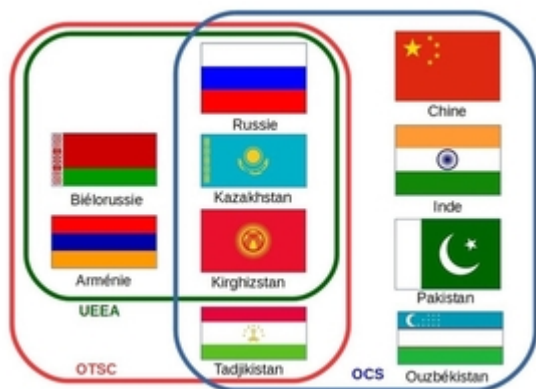 Russie
Chine
Biélorussie
Kazakhstan
Inde
Arménie
Kirghizstan
Pakistan
UEEA
OTSC
Tadjikistan
OCS
Ouzbékistan